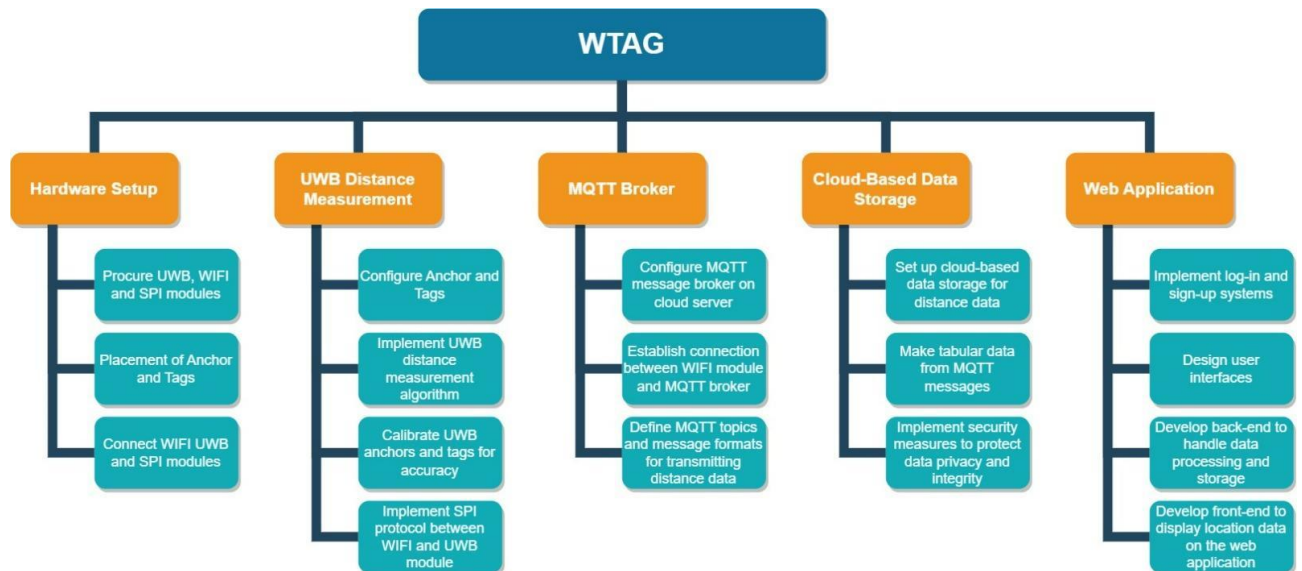 WTAG
Hardware Setup
UWB Distance
Measurement
MQTT Broker
Cloud-Based Data
Storage
Web Application
Procure UWB, WIFI
and SPI modules
Placement of Anchor
and Tags
Connect WIFI UWB
and SPI modules
Configure Anchor and
Tags
Implement UWB
distance
measurement
algorithm
Calibrate UWB
anchors and tags for
accuracy
Implement SPI
protocol between
WIFI and UWB
module
Configure MQTT
message broker on
cloud server
Establish connection
between WIFI module
and MQTT broker
Define MQTT topics
and message formats
for transmitting
distance data
Set up cloud-based
data storage for
distance data
Make tabular data
from MQTT
messages
Implement security
measures to protect
data privacy and
integrity
Implement log-in and
sign-up systems
Design user
interfaces
Develop back-end to
handle data
processing and
storage
Develop front-end to
display location data
on the web
application